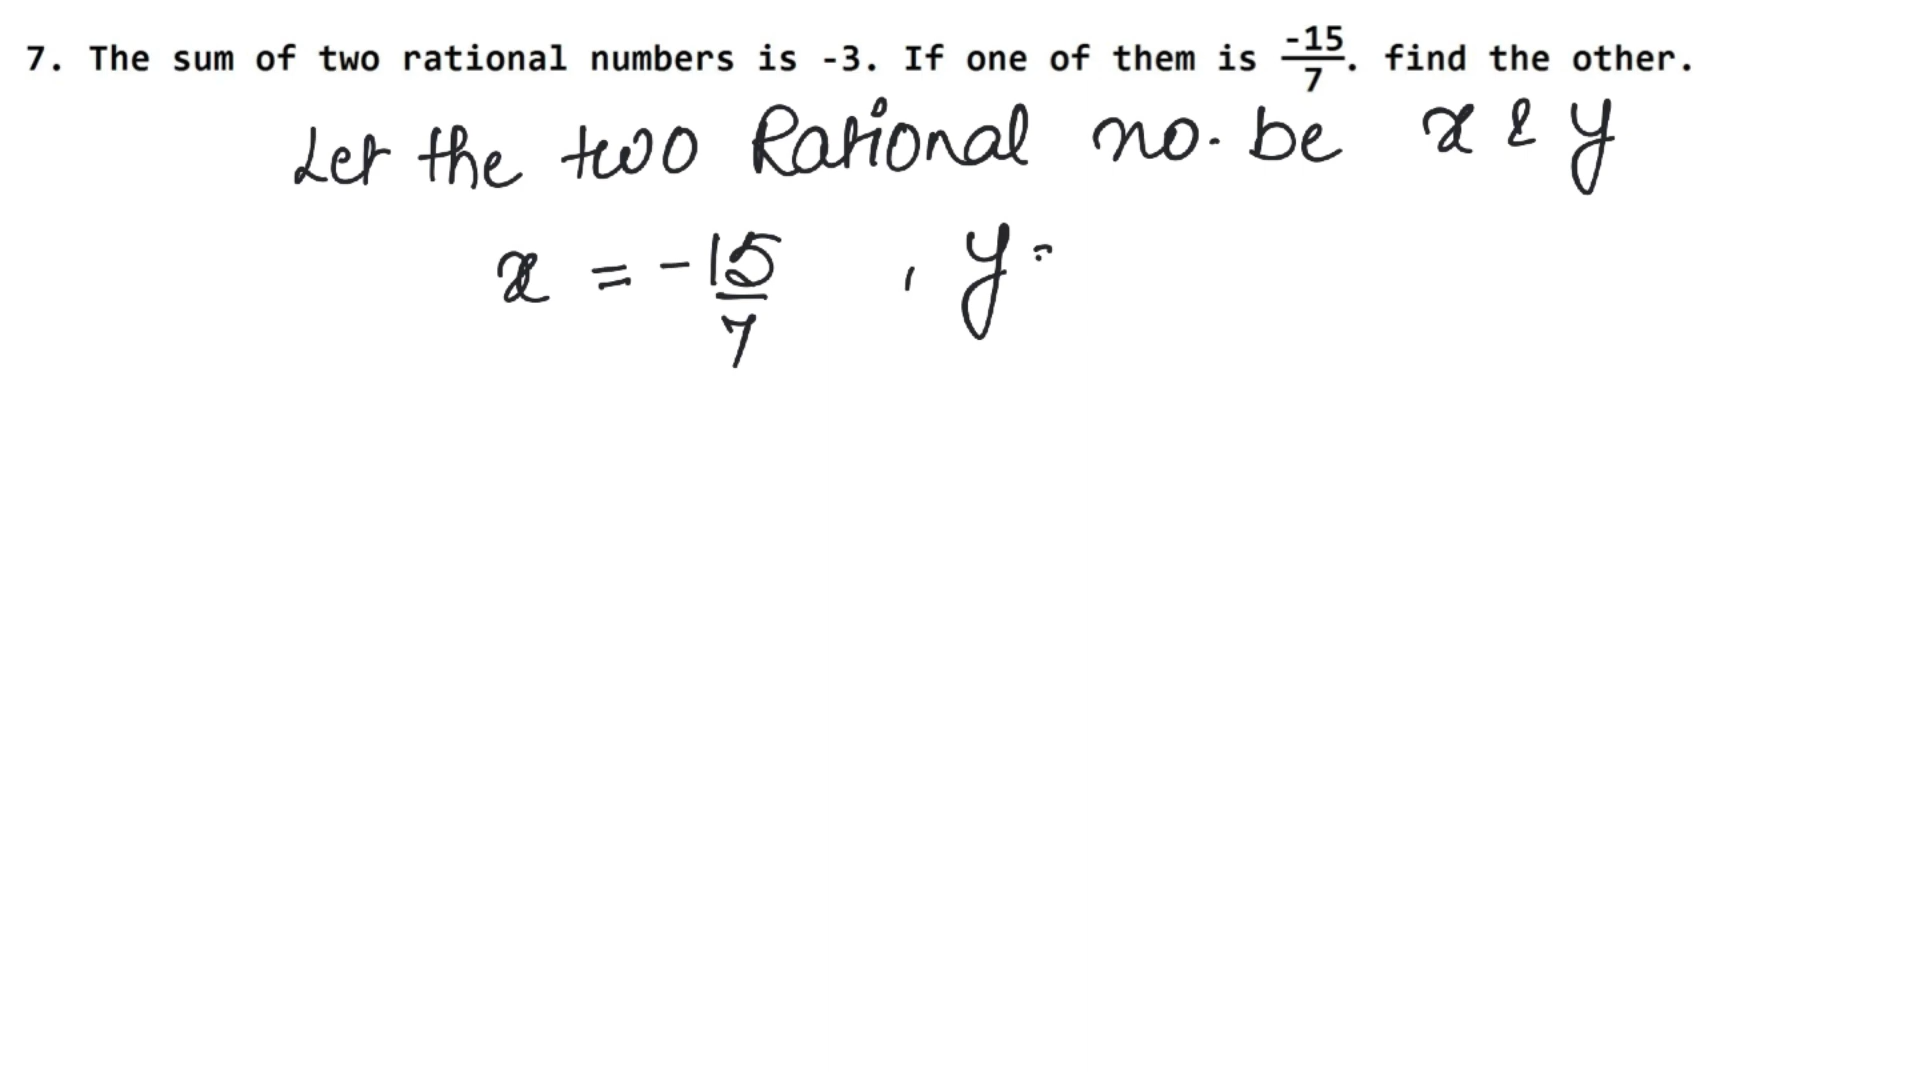 7. The sum of two rational numbers is -3. If one of them is -15/7. find the other.
Let the two Rational no. be x & y
x = -15/7 , y =